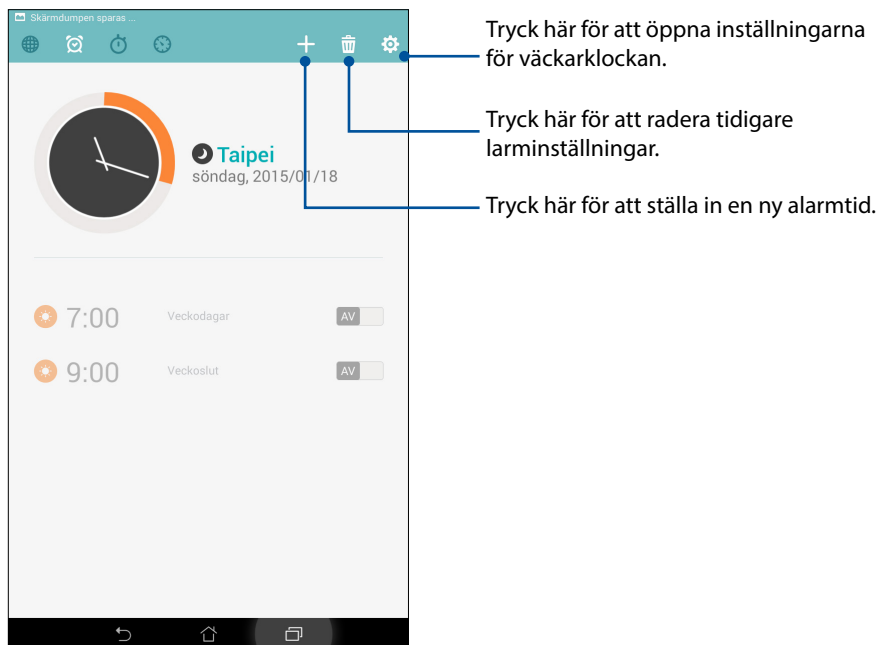 Skärmdumpen sparas ...
Tryck här för att öppna inställningarna
för väckarklockan.
Tryck här för att radera tidigare
larminställningar.
Tryck här för att ställa in en ny alarmtid.
Taipei
söndag, 2015/01/18
7:00 Veckodagar AV
9:00 Veckoslut AV